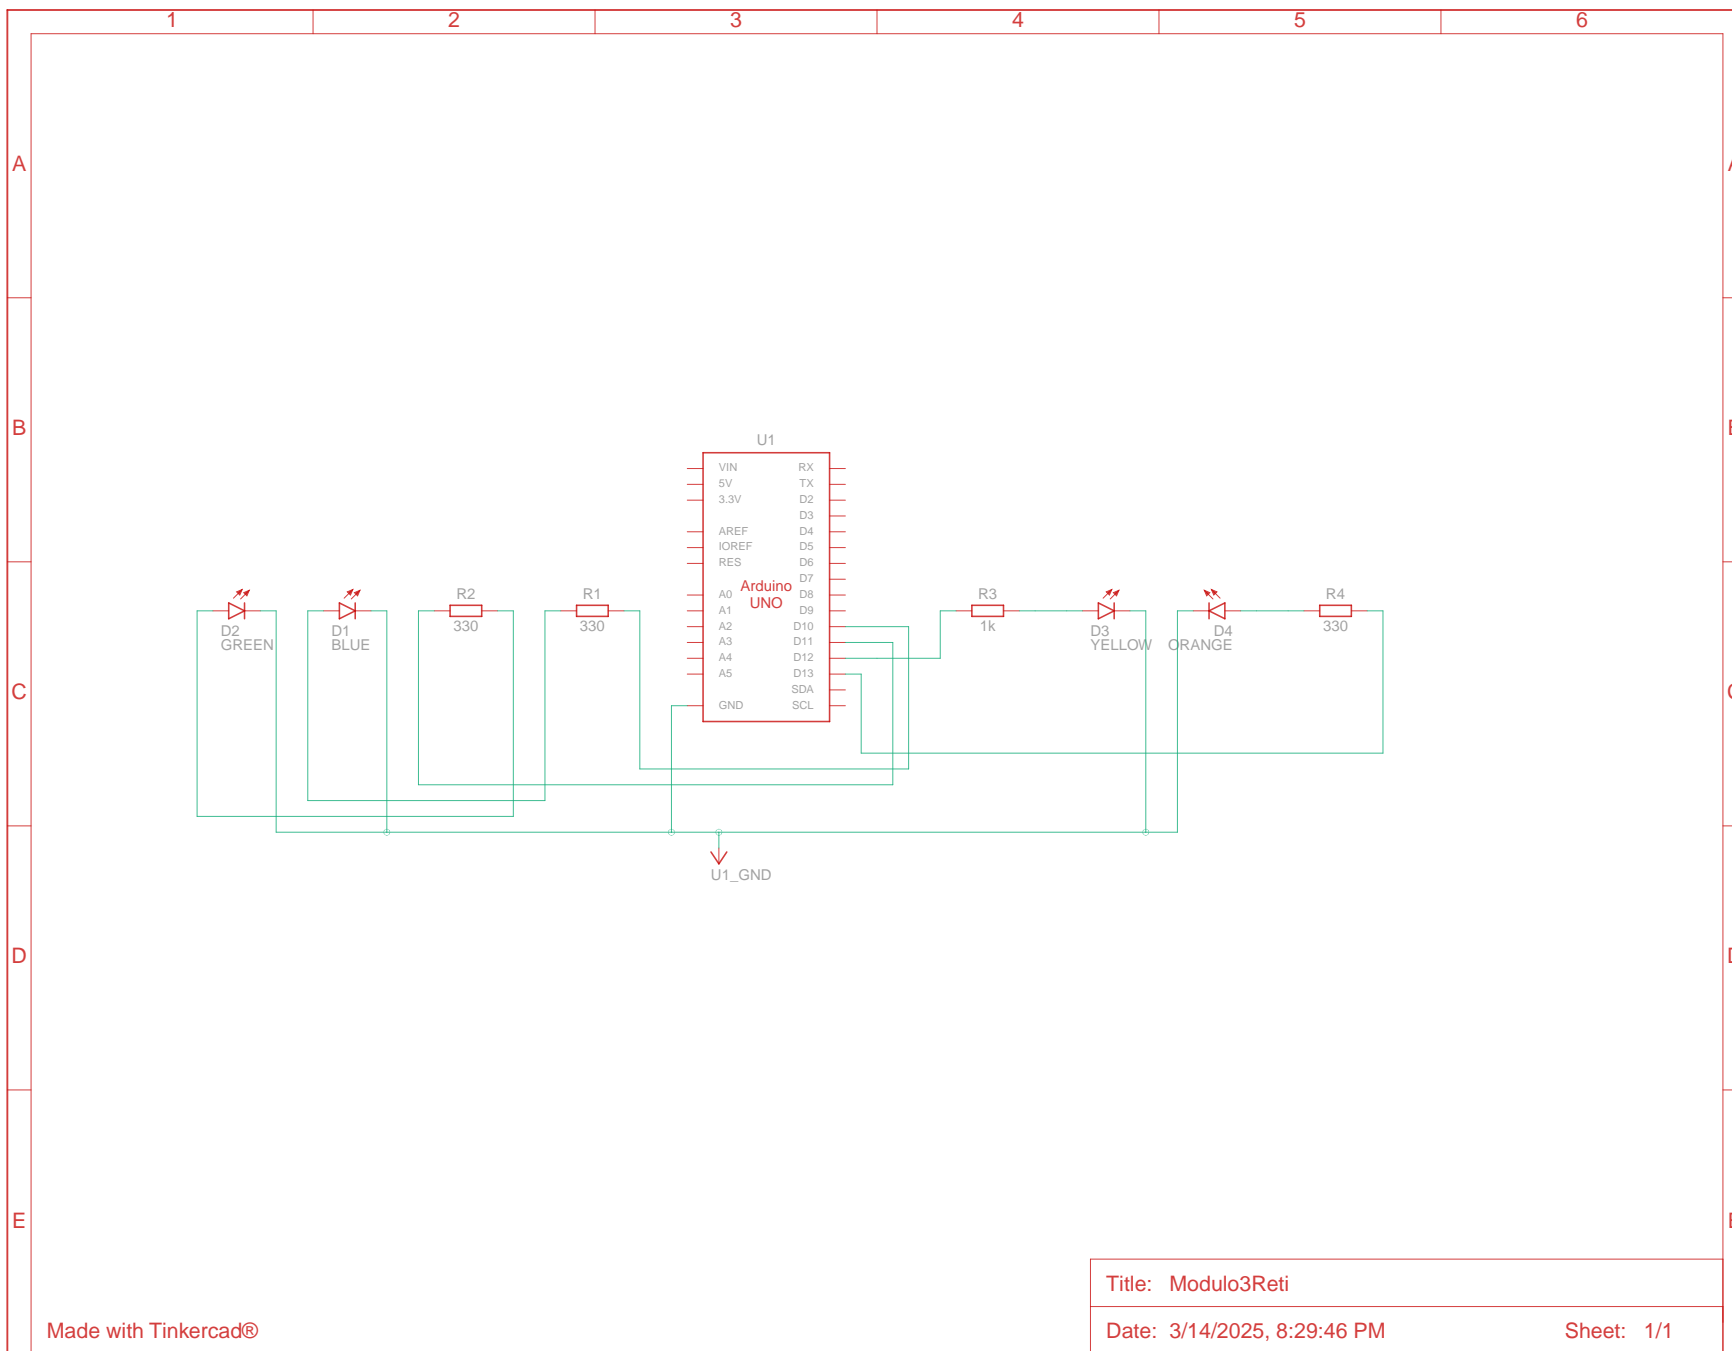 1 2 3 4 5 6
A
B
C
D
E
U1
VIN RX
5V TX
3.3V D2
D3
AREF D4
IOREF D5
RES D6
D7
A0 D8
A1 D9
A2 D10
A3 D11
A4 D12
A5 D13
SDA
GND SCL
Arduino
UNO
D2
GREEN
D1
BLUE
R2
330
R1
330
R3
1k
D3
YELLOW
D4
ORANGE
R4
330
U1_GND
Title: Modulo3Reti
Made with Tinkercad®
Date: 3/14/2025, 8:29:46 PM Sheet: 1/1